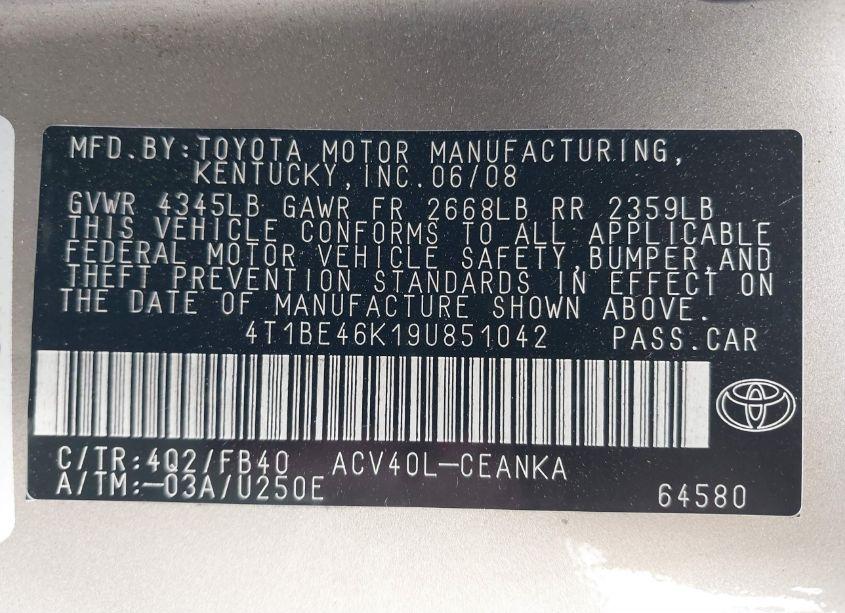 MFD.BY:TOYOTA MOTOR MANUFACTURING,
KENTUCKY,INC.06/08
GVWR 4345LB GAWR FR 2668LB RR 2359LB
THIS VEHICLE CONFORMS TO ALL APPLICABLE
FEDERAL MOTOR VEHICLE SAFETY,BUMPER,AND
THEFT PREVENTION STANDARDS IN EFFECT ON
THE DATE OF MANUFACTURE SHOWN ABOVE.
4T1BE46K19U851042 PASS.CAR
C/TR:4Q2/FB40 ACV40L-CEANKA
A/TM:-03A/U250E 64580